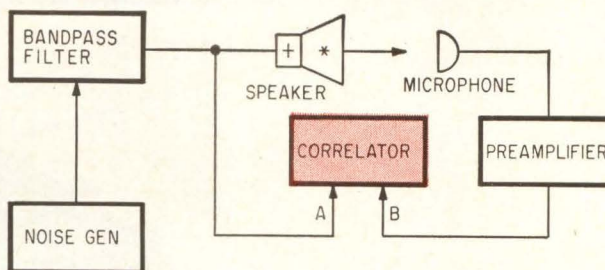 BANDPASS
FILTER
+
*
SPEAKER
MICROPHONE
CORRELATOR
PREAMPLIFIER
A
B
NOISE GEN